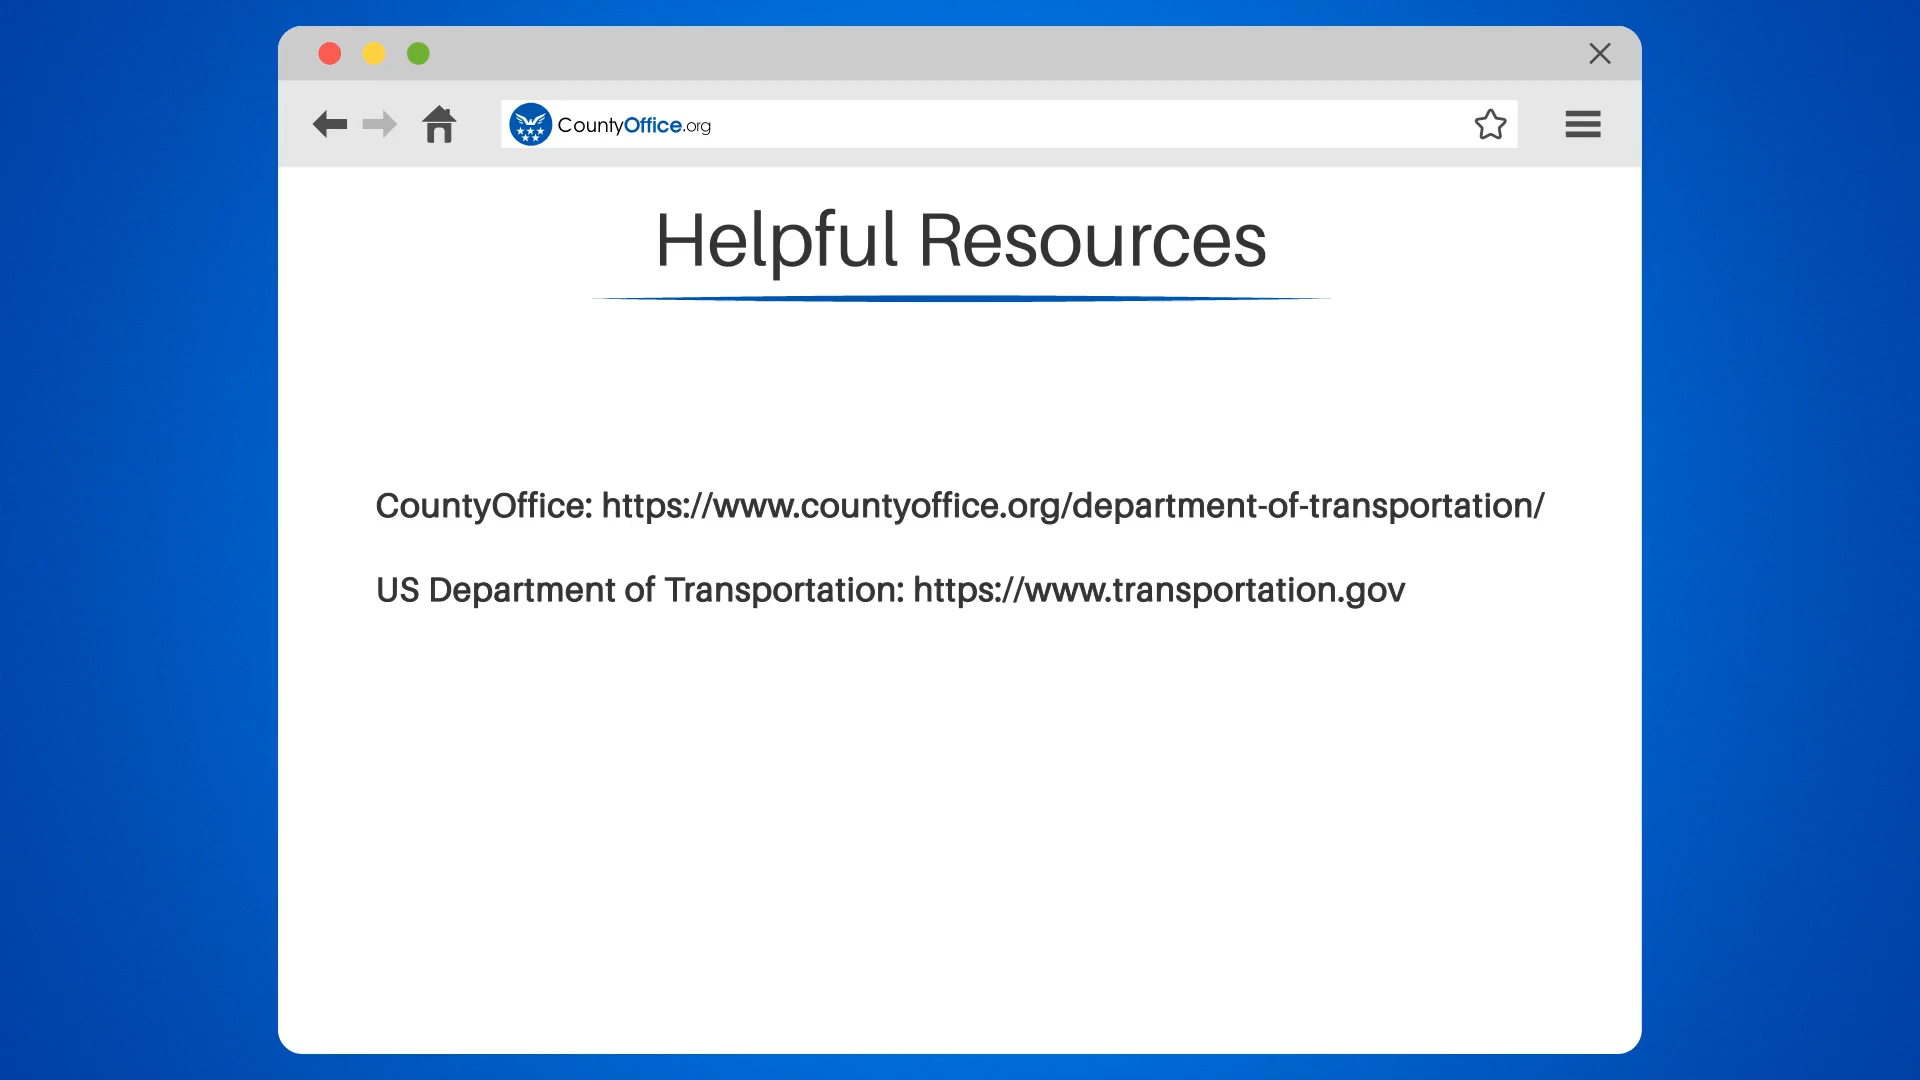 CountyOffice.org
Helpful Resources
CountyOffice: https://www.countyoffice.org/department-of-transportation/
US Department of Transportation: https://www.transportation.gov